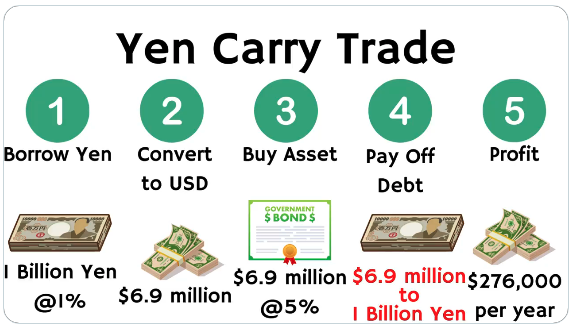 Yen Carry Trade
1
Borrow Yen
1 Billion Yen
@1%
2
Convert
to USD
$6.9 million
3
Buy Asset
GOVERNMENT
$ BOND $
$6.9 million
@5%
4
Pay Off
Debt
$6.9 million
to
1 Billion Yen
5
Profit
$276,000
per year